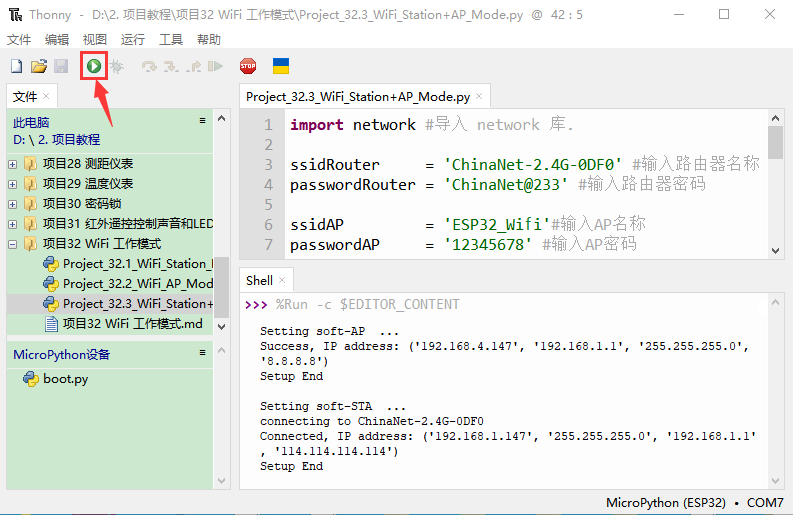 Thonny - D:\2. 项目教程\项目32 WiFi 工作模式\Project_32.3_WiFi_Station+AP_Mode.py @ 42 : 5
文件 编辑 视图 运行 工具 帮助
STOP
文件
此电脑
D: \ 2. 项目教程
项目28 测距仪表
项目29 温度仪表
项目30 密码锁
项目31 红外遥控控制声音和LED
项目32 WiFi 工作模式
Project_32.1_WiFi_Station_
Project_32.2_WiFi_AP_Mod
Project_32.3_WiFi_Station+
项目32 WiFi 工作模式.md
MicroPython设备
boot.py
Project_32.3_WiFi_Station+AP_Mode.py
1 import network #导入 network 库.
2
3 ssidRouter = 'ChinaNet-2.4G-0DF0' #输入路由器名称
4 passwordRouter = 'ChinaNet@233' #输入路由器密码
5
6 ssidAP = 'ESP32_Wifi'#输入AP名称
7 passwordAP = '12345678' #输入AP密码
Shell
>>> %Run -c $EDITOR_CONTENT
Setting soft-AP ...
Success, IP address: ('192.168.4.147', '192.168.1.1', '255.255.255.0',
'8.8.8.8')
Setup End
Setting soft-STA ...
connecting to ChinaNet-2.4G-0DF0
Connected, IP address: ('192.168.1.147', '255.255.255.0', '192.168.1.1'
, '114.114.114.114')
Setup End
MicroPython (ESP32) • COM7